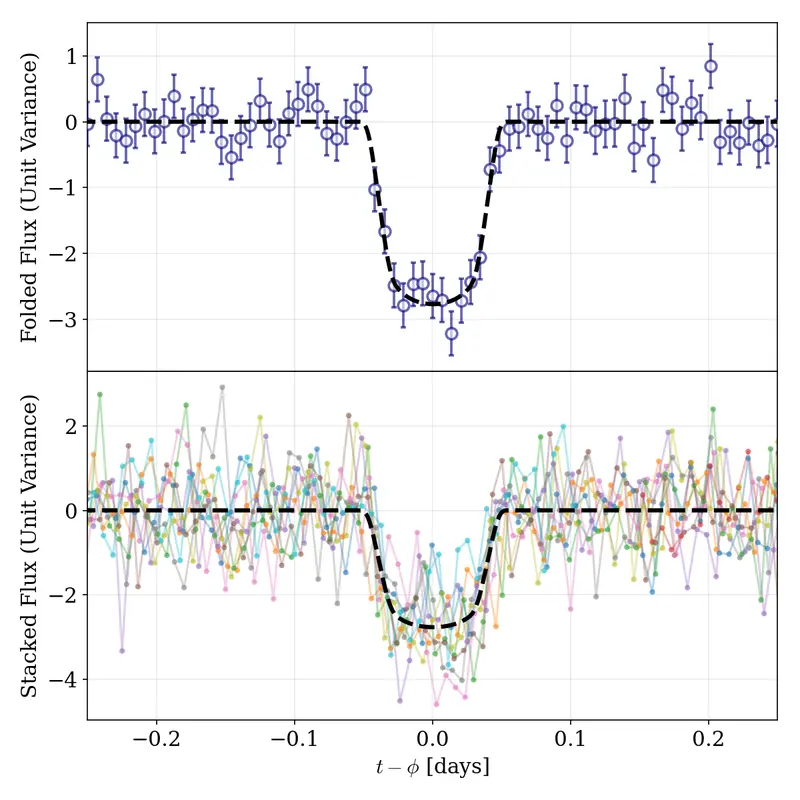 Folded Flux (Unit Variance)
1
0
−1
−2
−3
Stacked Flux (Unit Variance)
2
0
−2
−4
−0.2 −0.1 0.0 0.1 0.2
t − ϕ [days]